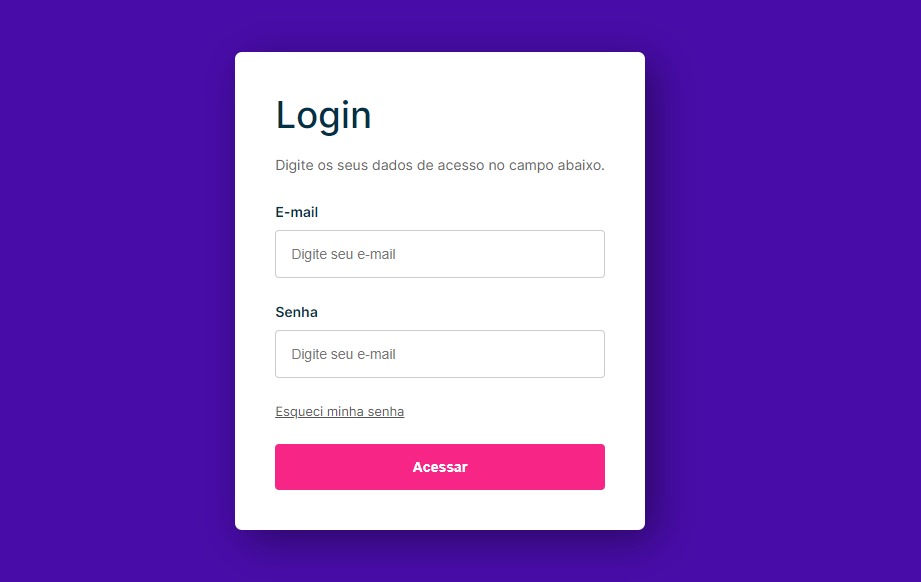 Login
Digite os seus dados de acesso no campo abaixo.
E-mail
Digite seu e-mail
Senha
Digite seu e-mail
Esqueci minha senha
Acessar